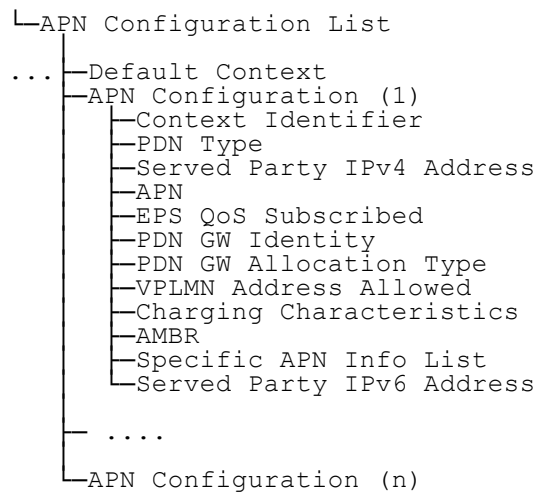 APN Configuration List
... Default Context
APN Configuration (1)
Context Identifier
PDN Type
Served Party IPv4 Address
APN
EPS QoS Subscribed
PDN GW Identity
PDN GW Allocation Type
VPLMN Address Allowed
Charging Characteristics
AMBR
Specific APN Info List
Served Party IPv6 Address
....
APN Configuration (n)